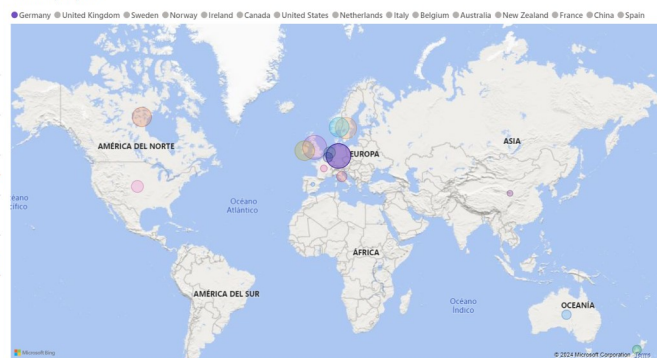 Germany United Kingdom Sweden Norway Ireland Canada United States Netherlands Italy Belgium Australia New Zealand France China Spain
ASIA
AMÉRICA DEL NORTE
EUROPA
Océano
Atlántico
ÁFRICA
AMÉRICA DEL SUR
Océano
Índico
OCEANÍA
Microsoft Bing
© 2024 Microsoft Corporation Terms